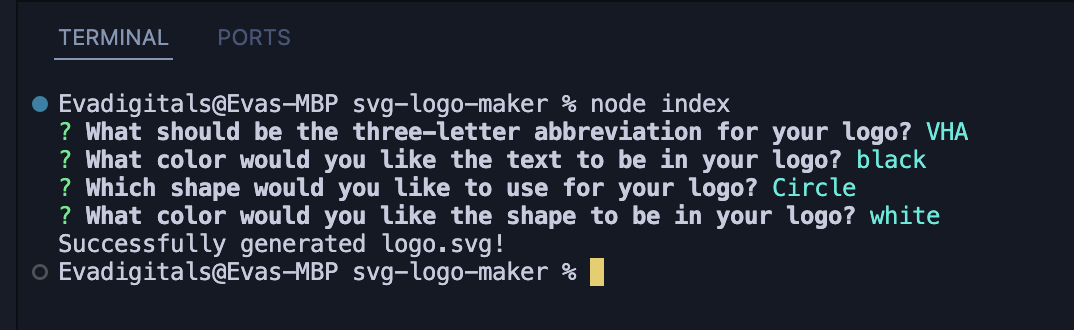 TERMINAL PORTS
Evadigitals@Evas-MBP svg-logo-maker % node index
? What should be the three-letter abbreviation for your logo? VHA
? What color would you like the text to be in your logo? black
? Which shape would you like to use for your logo? Circle
? What color would you like the shape to be in your logo? white
Successfully generated logo.svg!
Evadigitals@Evas-MBP svg-logo-maker %